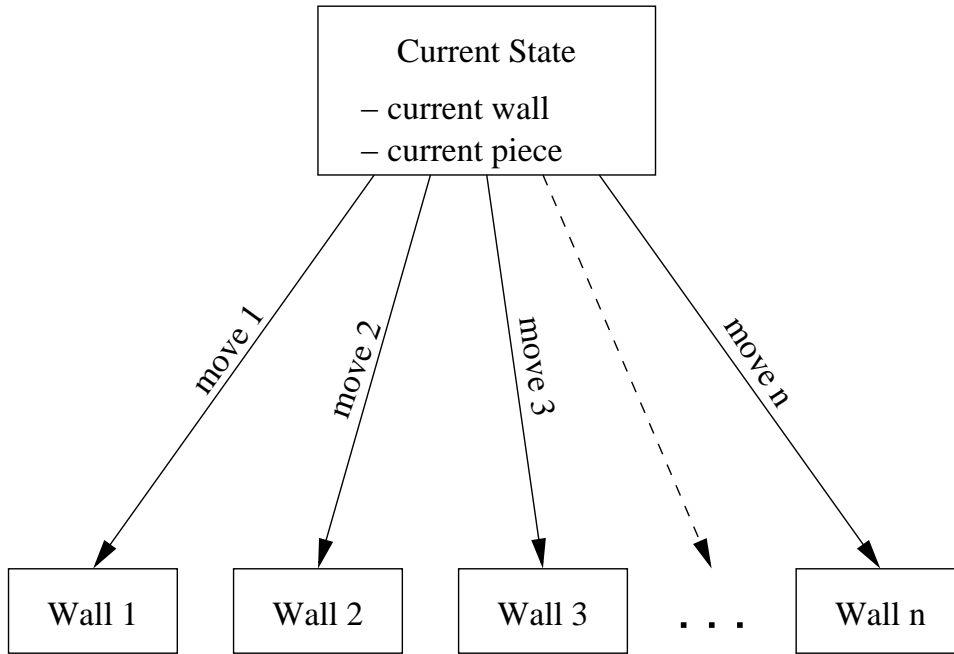 Current State
– current wall
– current piece
move 1
move 2
move 3
move n
Wall 1
Wall 2
Wall 3
. . .
Wall n